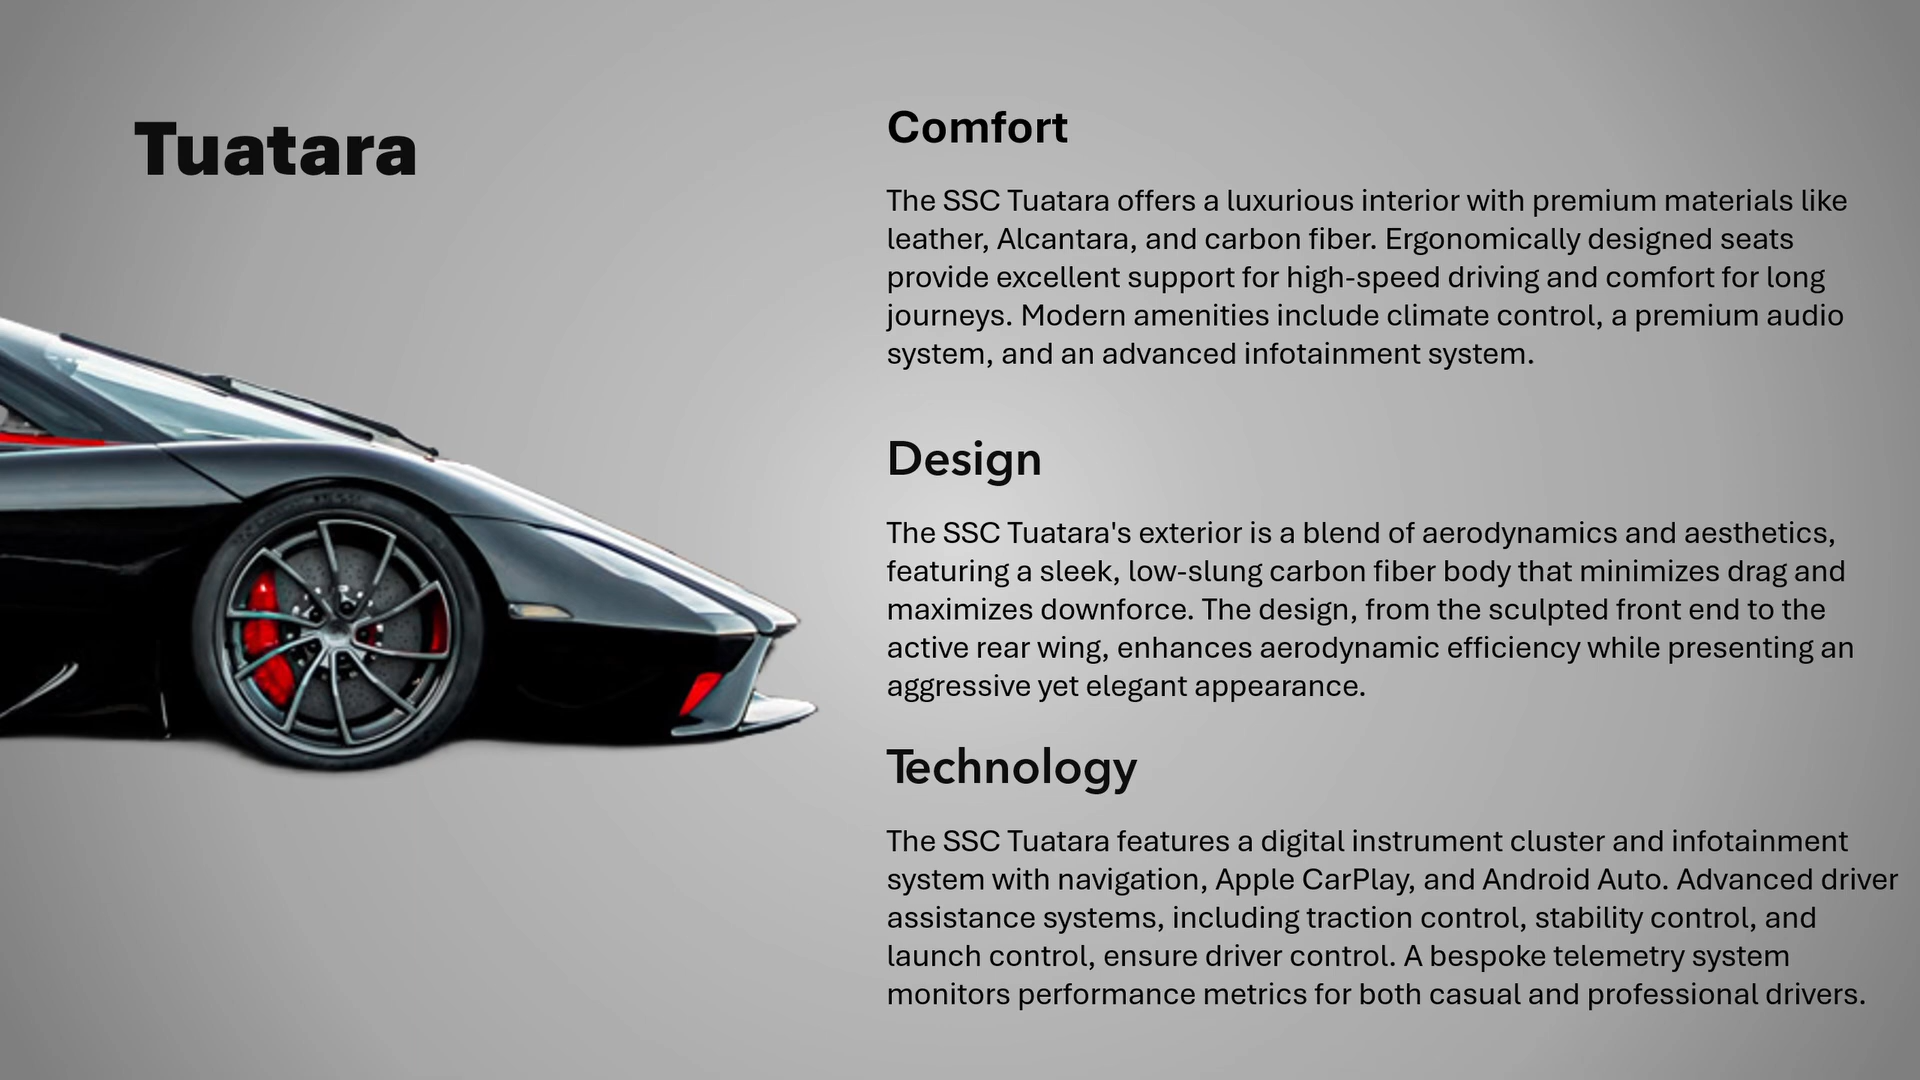 Tuatara
Comfort
The SSC Tuatara offers a luxurious interior with premium materials like
leather, Alcantara, and carbon fiber. Ergonomically designed seats
provide excellent support for high-speed driving and comfort for long
journeys. Modern amenities include climate control, a premium audio
system, and an advanced infotainment system.
Design
The SSC Tuatara's exterior is a blend of aerodynamics and aesthetics,
featuring a sleek, low-slung carbon fiber body that minimizes drag and
maximizes downforce. The design, from the sculpted front end to the
active rear wing, enhances aerodynamic efficiency while presenting an
aggressive yet elegant appearance.
Technology
The SSC Tuatara features a digital instrument cluster and infotainment
system with navigation, Apple CarPlay, and Android Auto. Advanced driver
assistance systems, including traction control, stability control, and
launch control, ensure driver control. A bespoke telemetry system
monitors performance metrics for both casual and professional drivers.